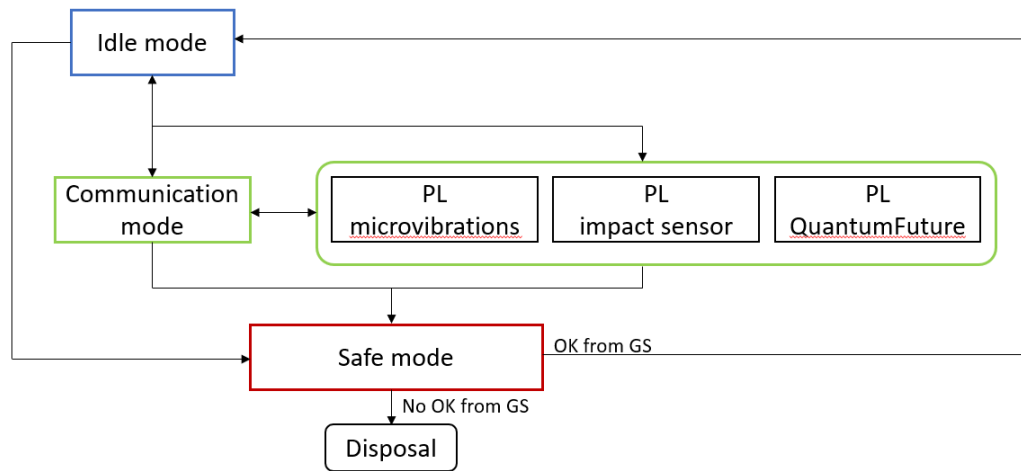 Idle mode
Communication
mode
PL
microvibrations
PL
impact sensor
PL
QuantumFuture
Safe mode
OK from GS
No OK from GS
Disposal